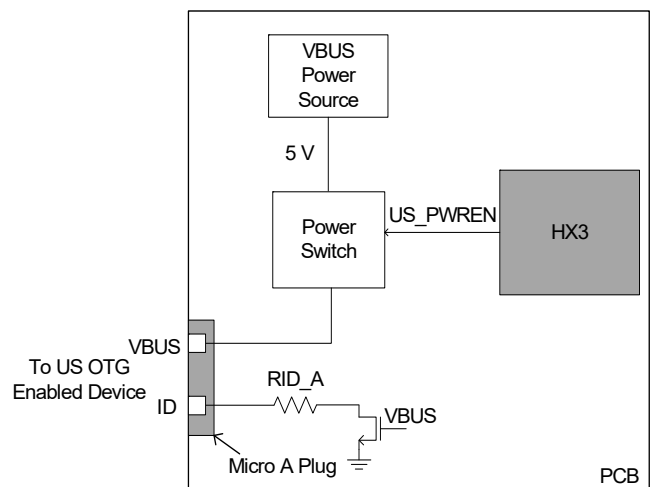 VBUS
Power
Source
5 V
US_PWREN
HX3
Power
Switch
VBUS
To US OTG
Enabled Device
RID_A
ID
VBUS
Micro A Plug
PCB